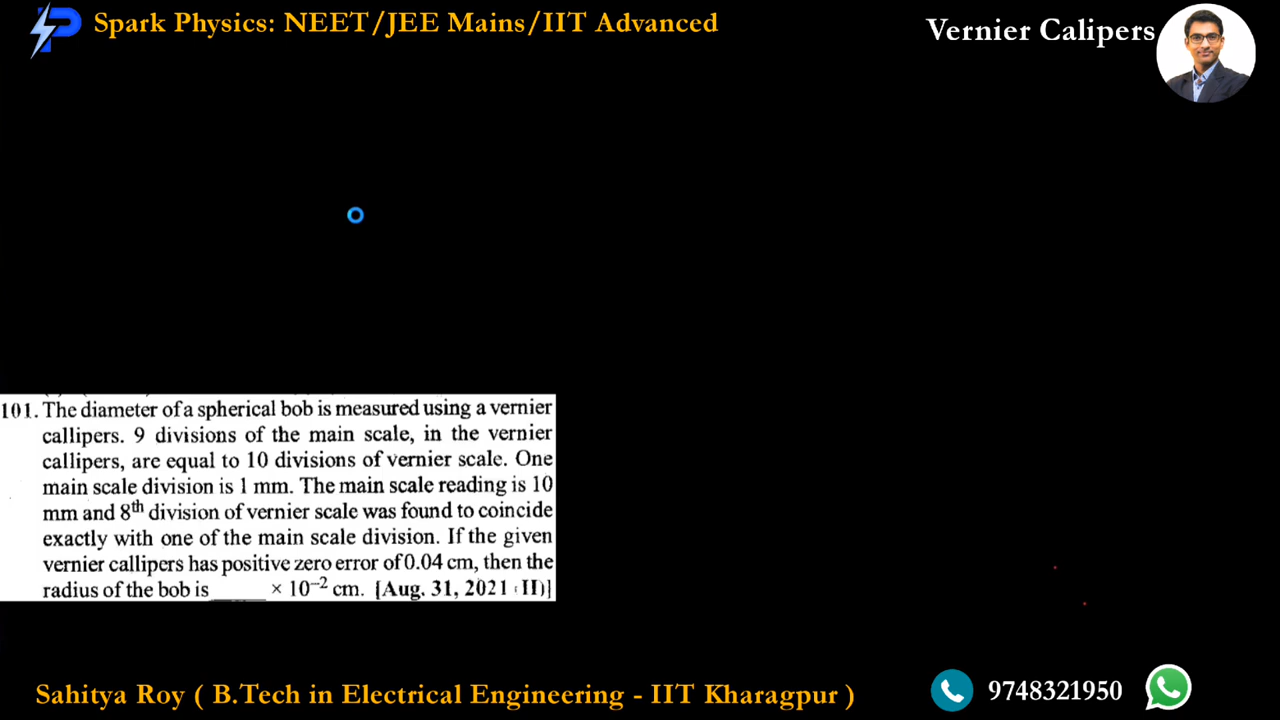 Spark Physics: NEET/JEE Mains/IIT Advanced
Vernier Calipers
101. The diameter of a spherical bob is measured using a vernier
callipers. 9 divisions of the main scale, in the vernier
callipers, are equal to 10 divisions of vernier scale. One
main scale division is 1 mm. The main scale reading is 10
mm and 8th division of vernier scale was found to coincide
exactly with one of the main scale division. If the given
vernier callipers has positive zero error of 0.04 cm, then the
radius of the bob is ______ × 10⁻² cm. [Aug. 31, 2021 (II)]
Sahitya Roy ( B.Tech in Electrical Engineering - IIT Kharagpur )
9748321950